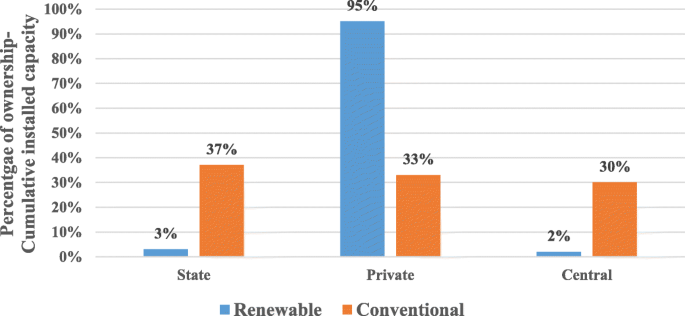 Percentgae of ownership-
Cumulative installed capacity
100%
90%
80%
70%
60%
50%
40%
30%
20%
10%
0%
3%
37%
95%
33%
2%
30%
State
Private
Central
Renewable
Conventional